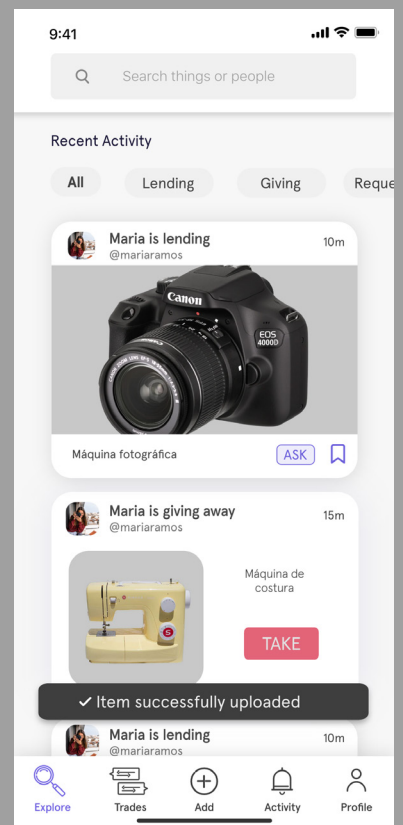 9:41
Search things or people
Recent Activity
All
Lending
Giving
Reque
Maria is lending
10m
@mariaramos
Canon
EOS
4000D
Máquina fotográfica
ASK
Maria is giving away
15m
@mariaramos
Máquina de
costura
TAKE
Item successfully uploaded
Maria is lending
10m
@mariaramos
Explore
Trades
Add
Activity
Profile